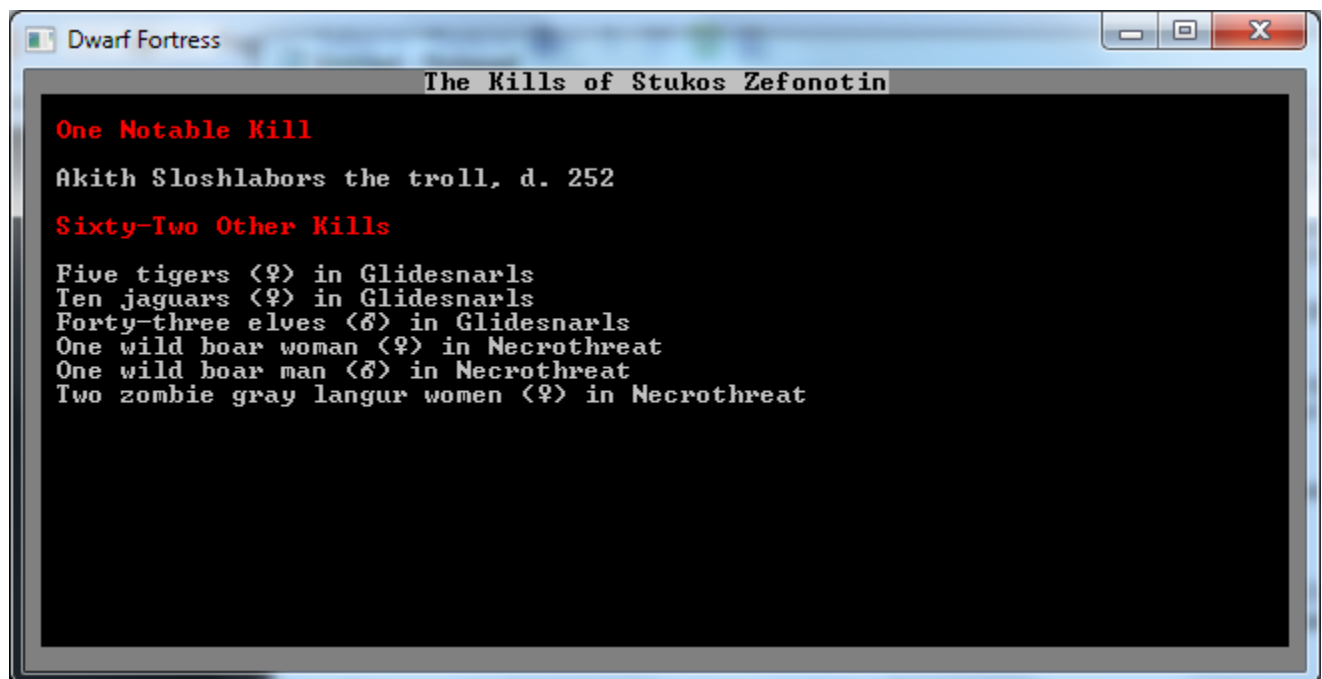 Dwarf Fortress
The Kills of Stukos Zefonotin
One Notable Kill
Akith Sloshlabors the troll, d. 252
Sixty-Two Other Kills
Five tigers (♀) in Glidesnarls
Ten jaguars (♀) in Glidesnarls
Forty-three elves (♂) in Glidesnarls
One wild boar woman (♀) in Necrothreat
One wild boar man (♂) in Necrothreat
Two zombie gray langur women (♀) in Necrothreat